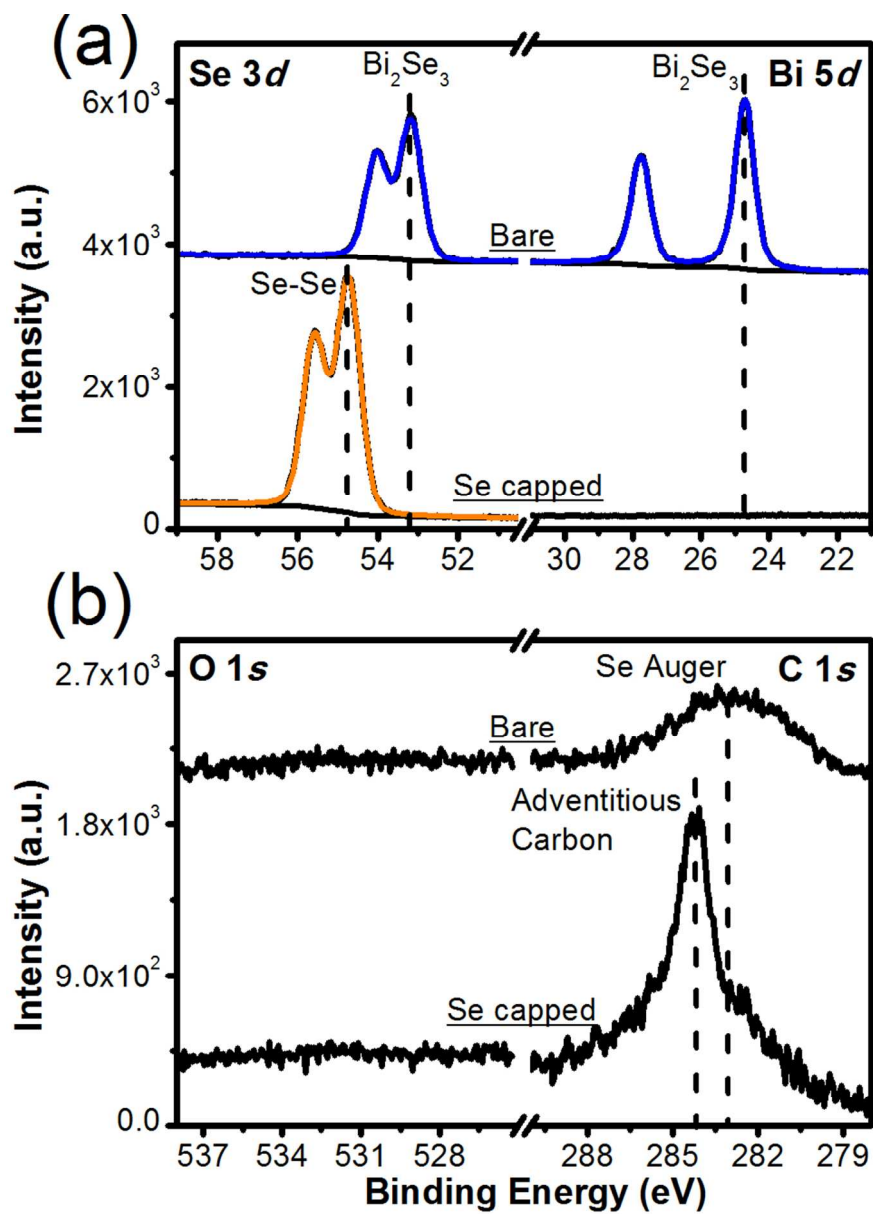 (a)
Se 3d
Bi₂Se₃
Bi₂Se₃
Bi 5d
6x10³
4x10³
2x10³
0
Intensity (a.u.)
Bare
Se-Se
Se capped
58 56 54 52 30 28 26 24 22
(b)
O 1s
Se Auger
C 1s
2.7x10³
1.8x10³
9.0x10²
0.0
Intensity (a.u.)
Bare
Adventitious
Carbon
Se capped
537 534 531 528 288 285 282 279
Binding Energy (eV)